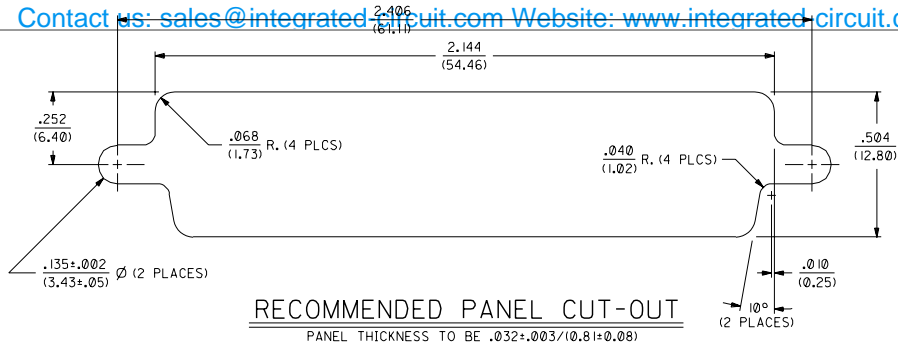 Contact us: sales@integrated-circuit.com Website: www.integrated-circuit.c
2.406
(61.11)
2.144
(54.46)
.252
(6.40)
.068
(1.73)
R. (4 PLCS)
.040
(1.02)
R. (4 PLCS)
.504
(12.80)
.135±.002
(3.43±.05)
Ø (2 PLACES)
.010
(0.25)
10°
(2 PLACES)
RECOMMENDED PANEL CUT-OUT
PANEL THICKNESS TO BE .032±.003/(0.81±0.08)